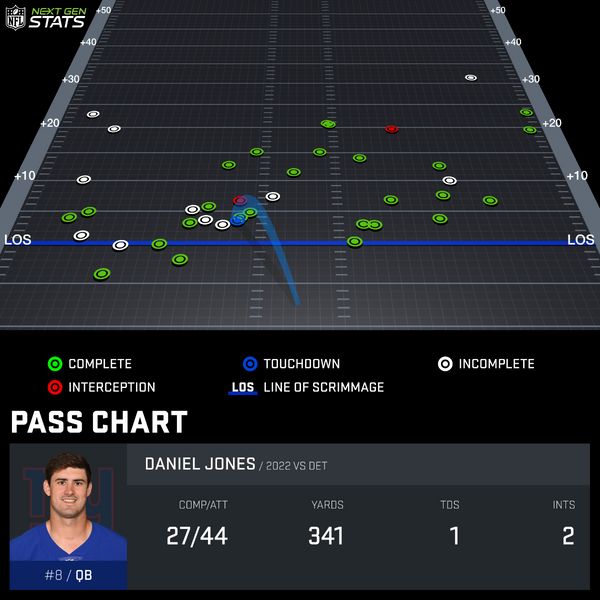 NFL NEXT GEN STATS
+50 +50
+30 +30
+20 +20
+10 +10
LOS LOS
COMPLETE TOUCHDOWN INCOMPLETE
INTERCEPTION LOS LINE OF SCRIMMAGE
PASS CHART
DANIEL JONES / 2022 VS DET
COMP/ATT YARDS TDS INTS
27/44 341 1 2
#8 / QB